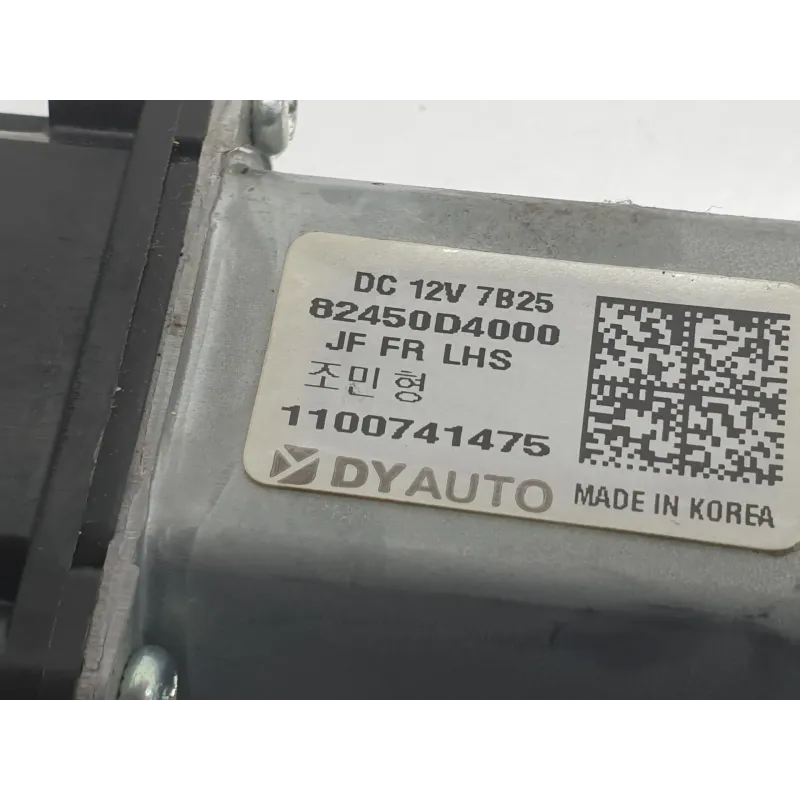 DC 12V 7B25
82450D4000
JF FR LHS
조민형
1100741475
DYAUTO
MADE IN KOREA